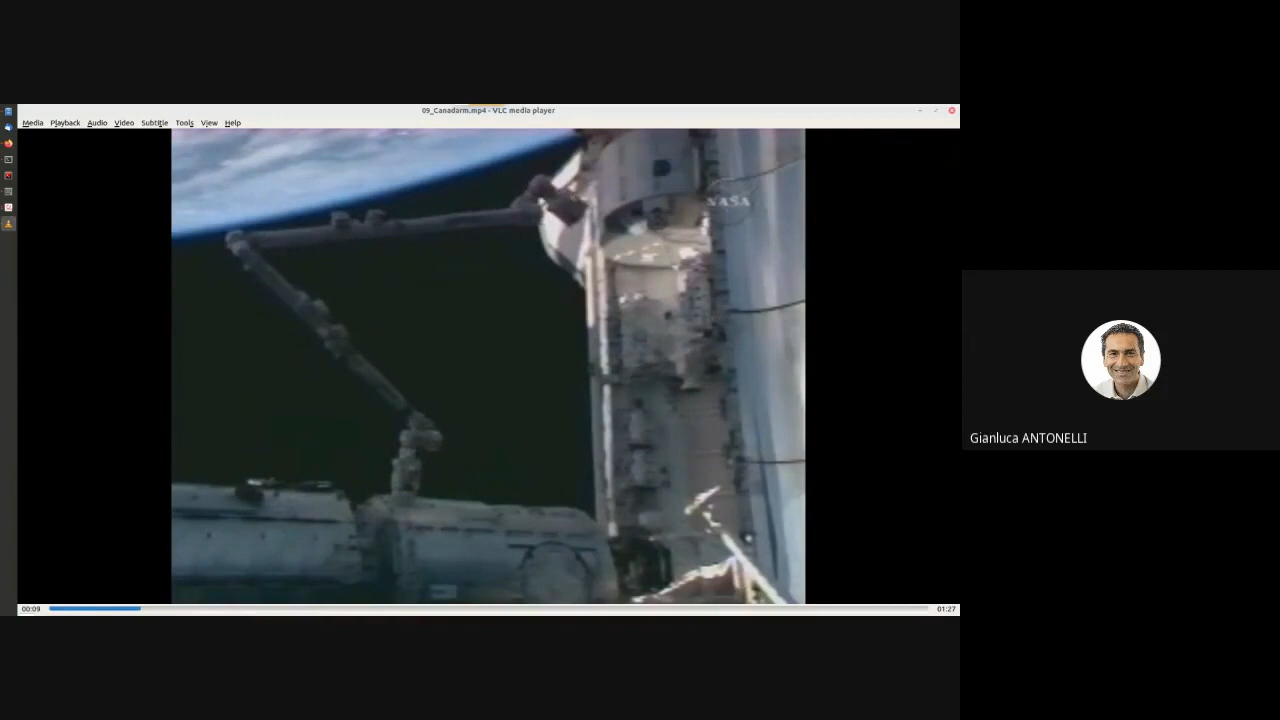 09_Canadarm.mp4 - VLC media player
Media Playback Audio Video Subtitle Tools View Help
NASA
Gianluca ANTONELLI
00:09
01:27